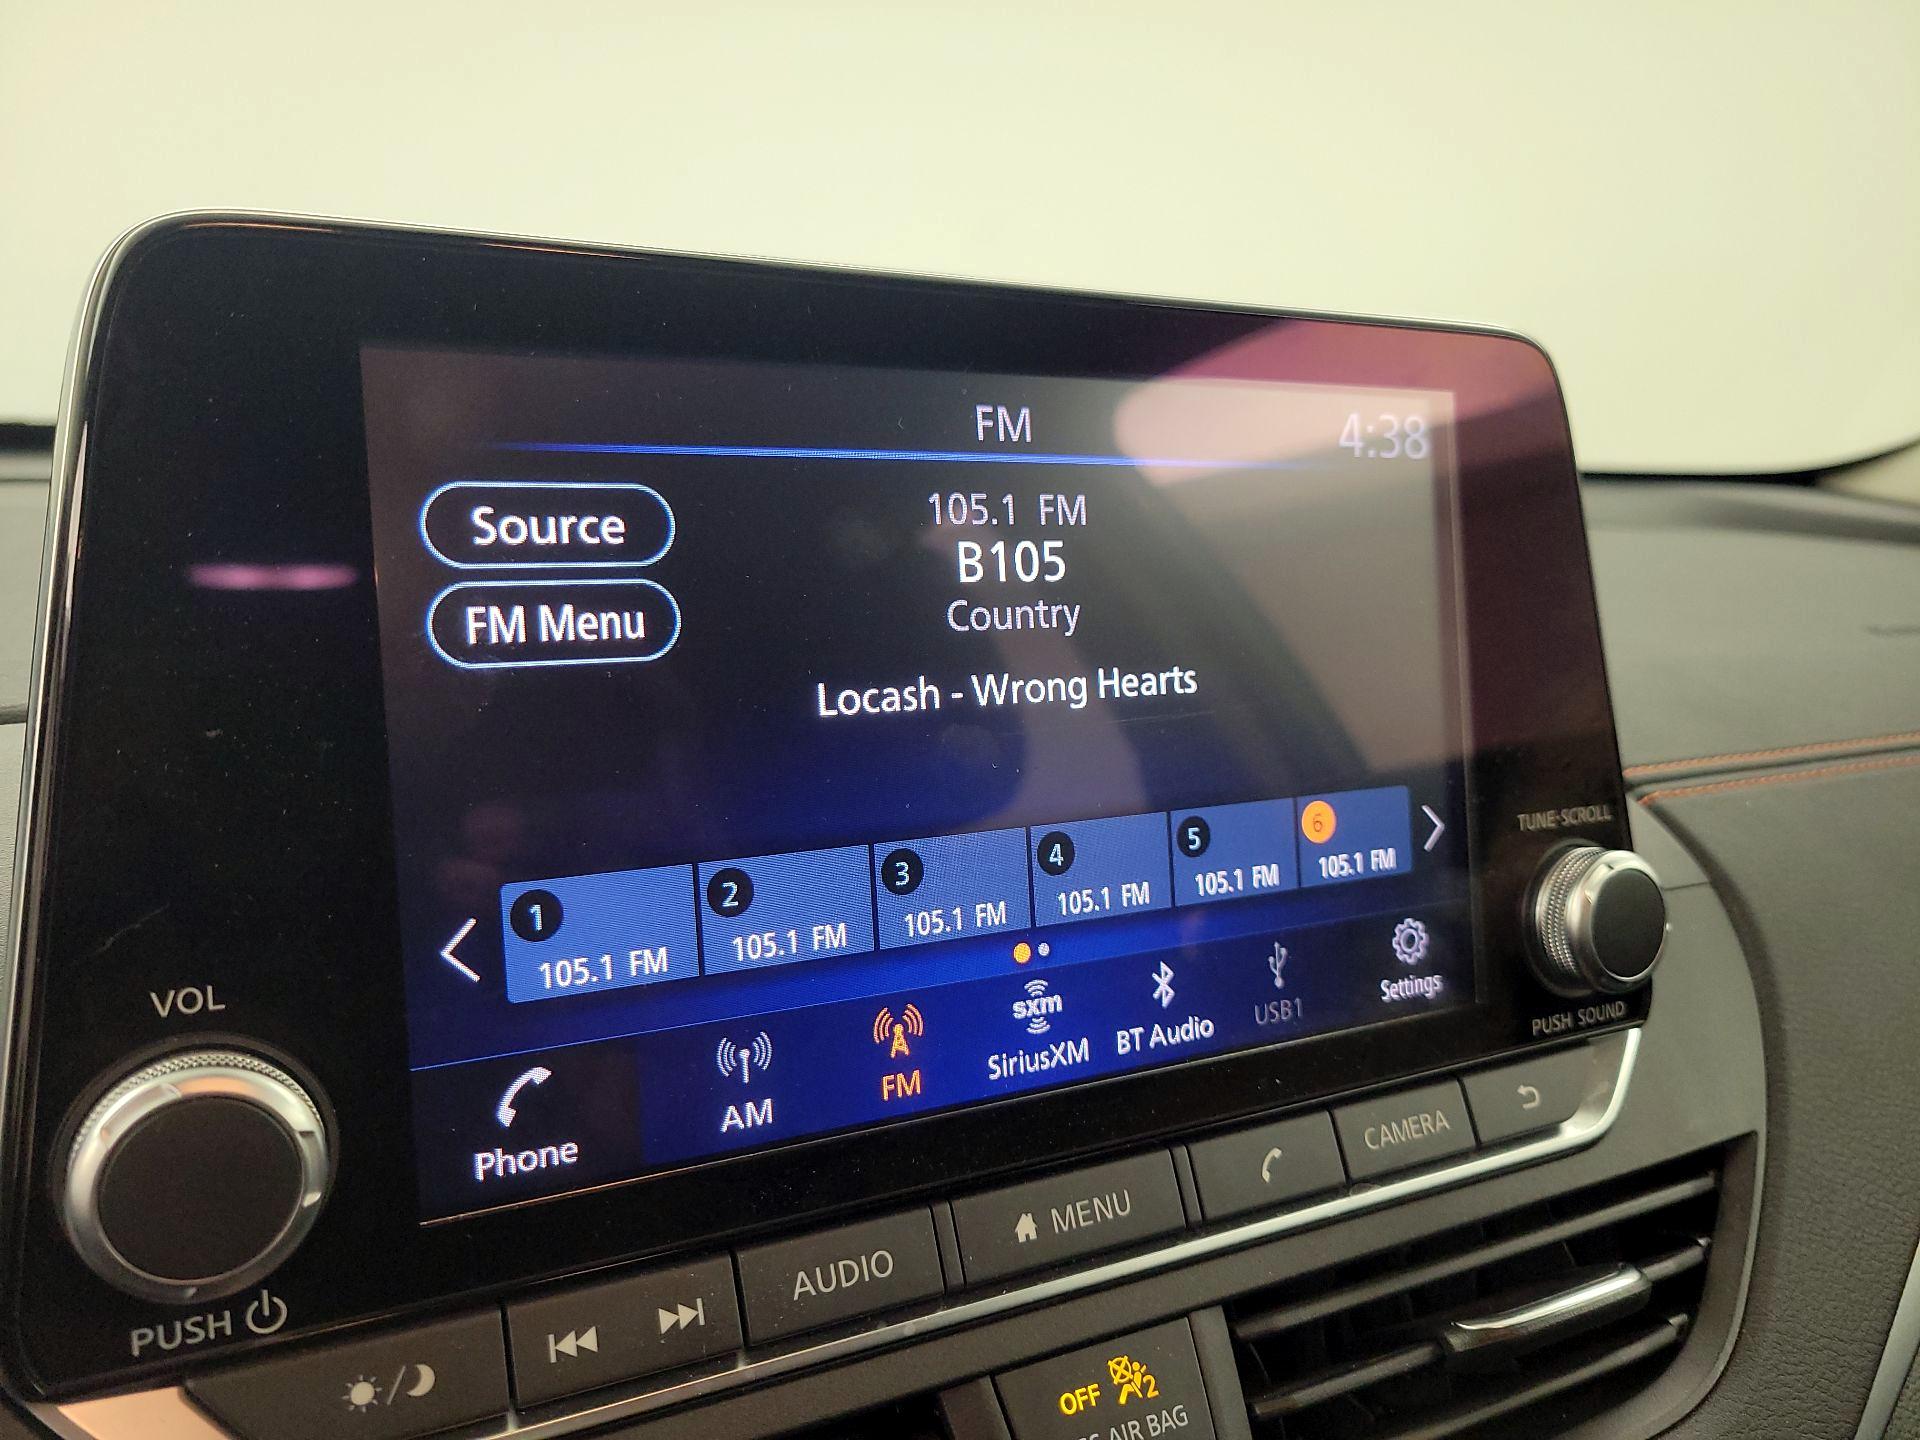 FM
4:38
Source
105.1 FM
B105
FM Menu
Country
Locash - Wrong Hearts
1
105.1 FM
2
105.1 FM
3
105.1 FM
4
105.1 FM
5
105.1 FM
6
105.1 FM
Phone
AM
FM
sxm
SiriusXM
BT Audio
USB1
Settings
VOL
PUSH
TUNE·SCROLL
PUSH SOUND
AUDIO
MENU
CAMERA
OFF
2
AIR BAG